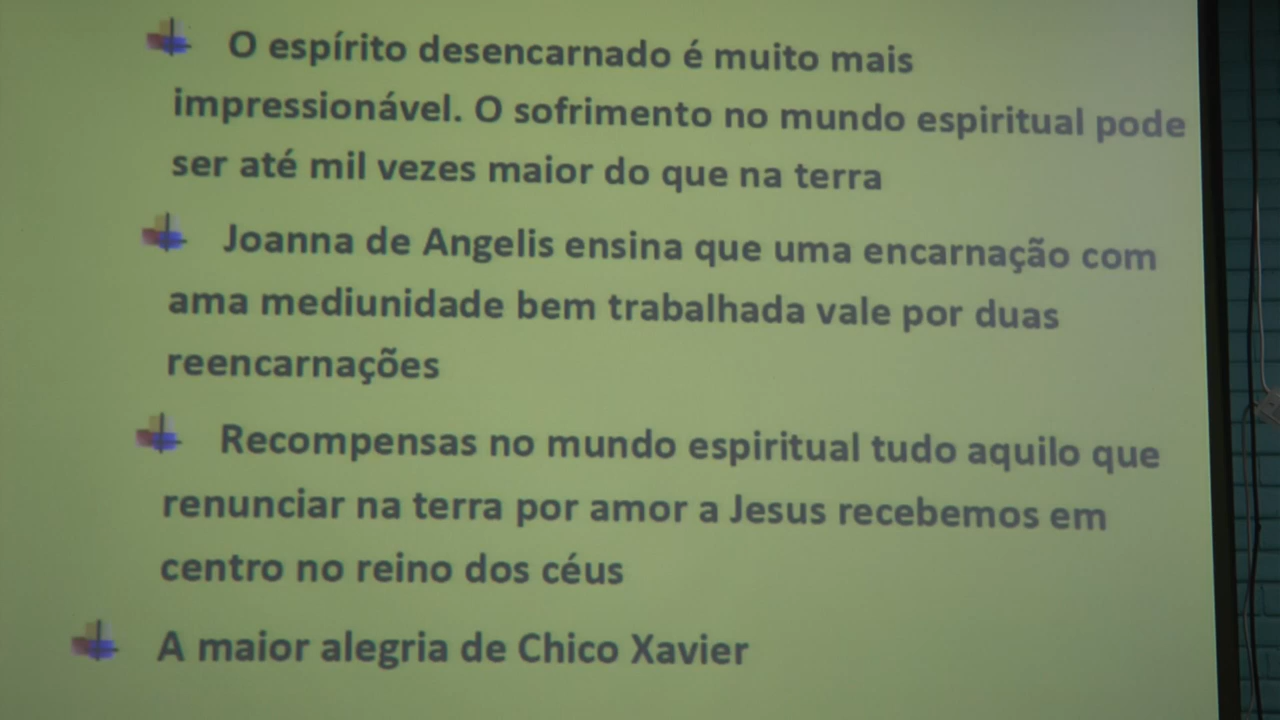 O espírito desencarnado é muito mais
impressionável. O sofrimento no mundo espiritual pode
ser até mil vezes maior do que na terra
Joanna de Angelis ensina que uma encarnação com
ama mediunidade bem trabalhada vale por duas
reencarnações
Recompensas no mundo espiritual tudo aquilo que
renunciar na terra por amor a Jesus recebemos em
centro no reino dos céus
A maior alegria de Chico Xavier